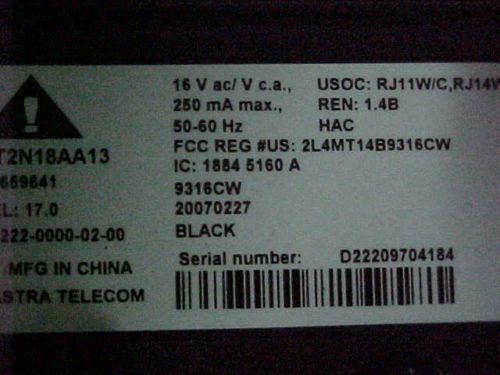 16 V ac/ V c.a., USOC: RJ11W/C,RJ14W
250 mA max., REN: 1.4B
50-60 Hz HAC
T2N18AA13 FCC REG #US: 2L4MT14B9316CW
659641 IC: 1884 5160 A
9316CW
L: 17.0 20070227
222-0000-02-00 BLACK
MFG IN CHINA Serial number: D22209704184
ASTRA TELECOM